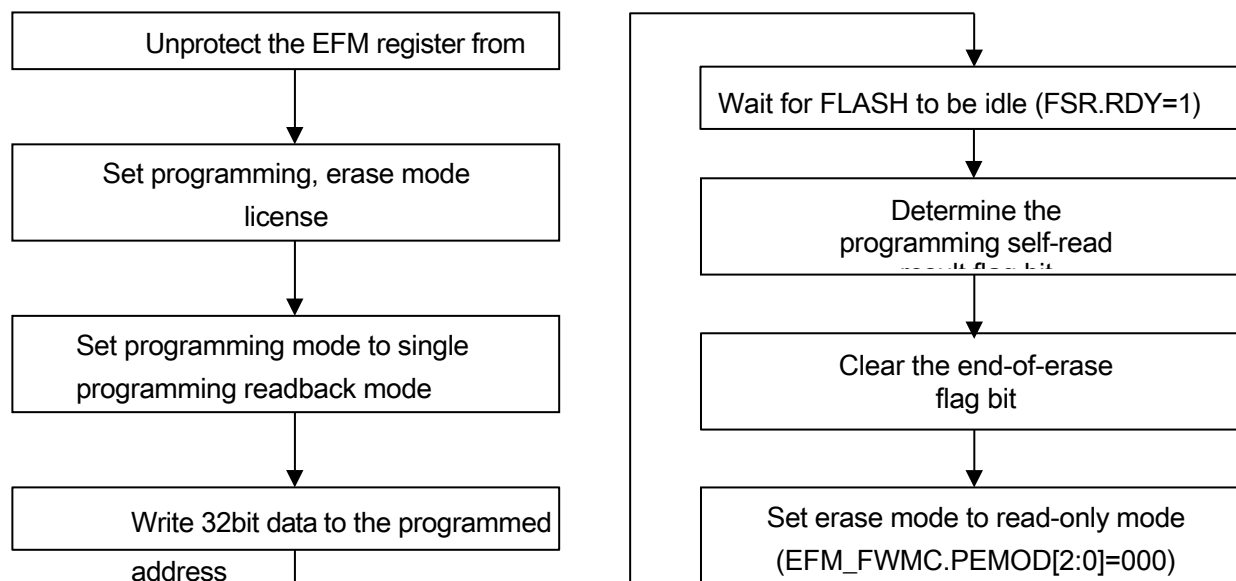 Unprotect the EFM register from
Set programming, erase mode
license
Set programming mode to single
programming readback mode
Write 32bit data to the programmed
address
Wait for FLASH to be idle (FSR.RDY=1)
Determine the
programming self-read
result flag bit
Clear the end-of-erase
flag bit
Set erase mode to read-only mode
(EFM_FWMC.PEMOD[2:0]=000)